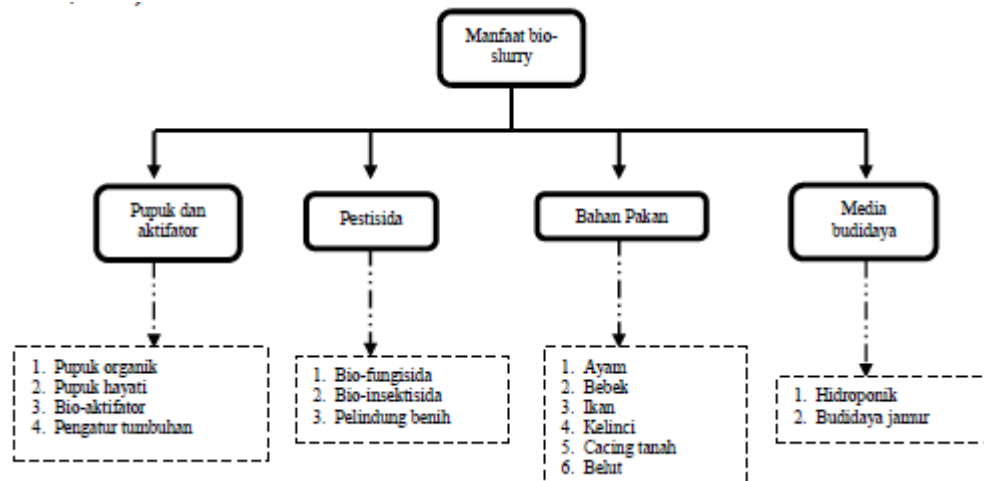 Manfaat bio-
slurry
Pupuk dan
aktifator
Pestisida
Bahan Pakan
Media
budidaya
1. Pupuk organik
2. Pupuk hayati
3. Bio-aktifator
4. Pengatur tumbuhan
1. Bio-fungisida
2. Bio-insektisida
3. Pelindung benih
1. Ayam
2. Bebek
3. Ikan
4. Kelinci
5. Cacing tanah
6. Belut
1. Hidroponik
2. Budidaya jamur